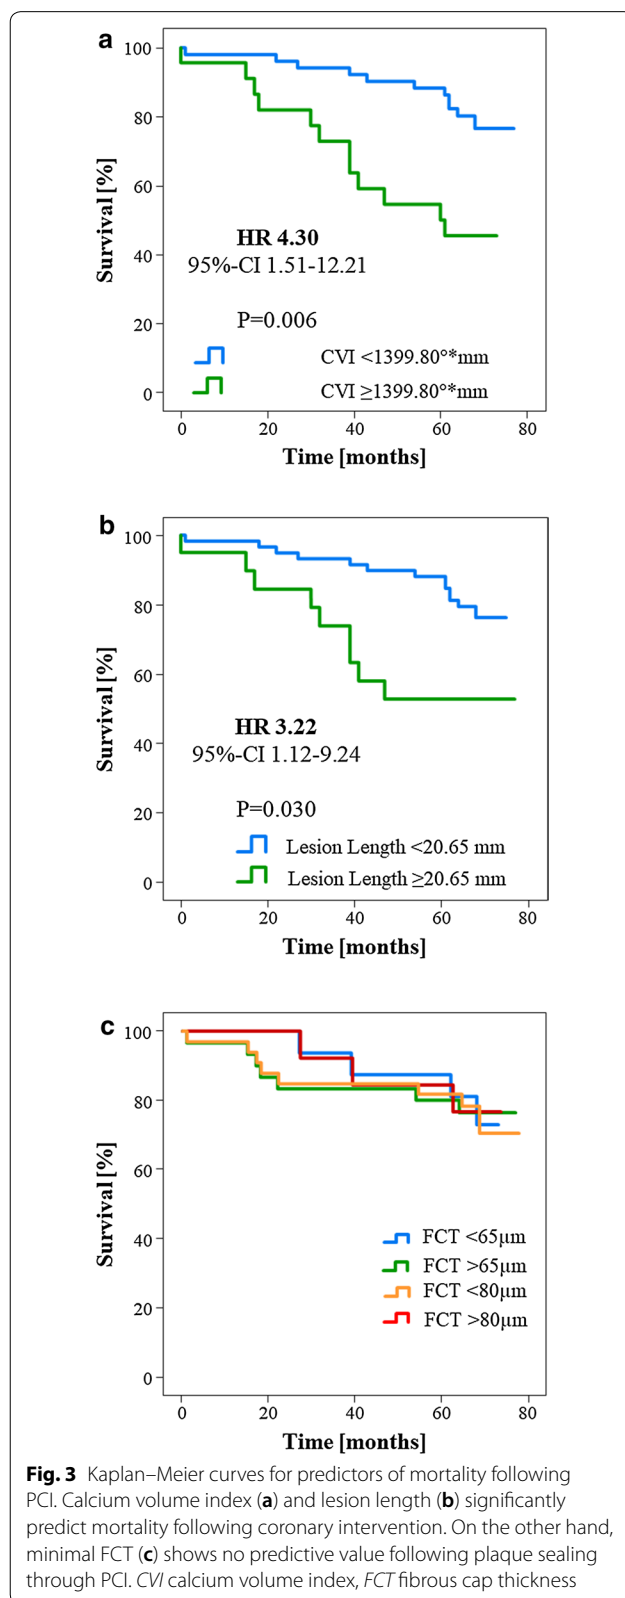 a
100
80
60
40
20
0
Survival [%]
HR 4.30
95%-CI 1.51-12.21
P=0.006
CVI <1399.80°*mm
CVI ≥1399.80°*mm
0 20 40 60 80
Time [months]
b
100
80
60
40
20
0
Survival [%]
HR 3.22
95%-CI 1.12-9.24
P=0.030
Lesion Length <20.65 mm
Lesion Length ≥20.65 mm
0 20 40 60 80
Time [months]
c
100
80
60
40
20
0
Survival [%]
FCT <65µm
FCT >65µm
FCT <80µm
FCT >80µm
0 20 40 60 80
Time [months]
Fig. 3 Kaplan–Meier curves for predictors of mortality following
PCI. Calcium volume index (a) and lesion length (b) significantly
predict mortality following coronary intervention. On the other hand,
minimal FCT (c) shows no predictive value following plaque sealing
through PCI. CVI calcium volume index, FCT fibrous cap thickness